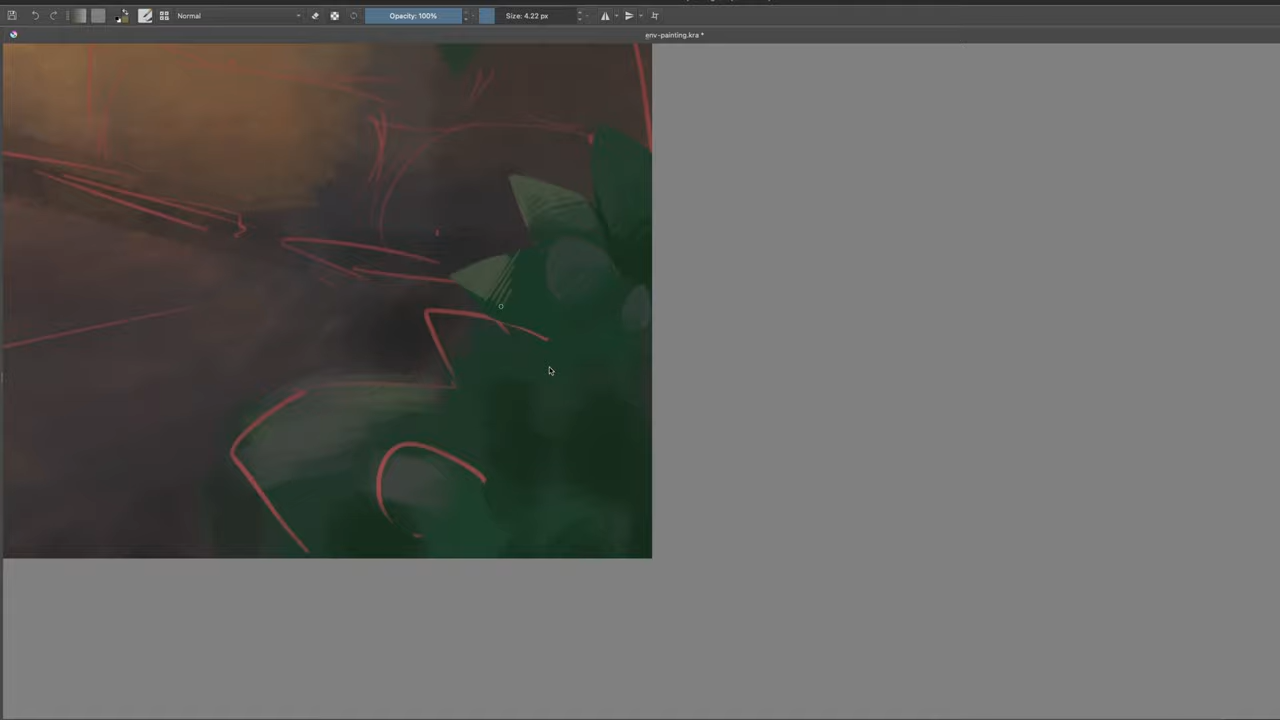 Normal
Opacity: 100%
Size: 4.22 px
env-painting.kra *